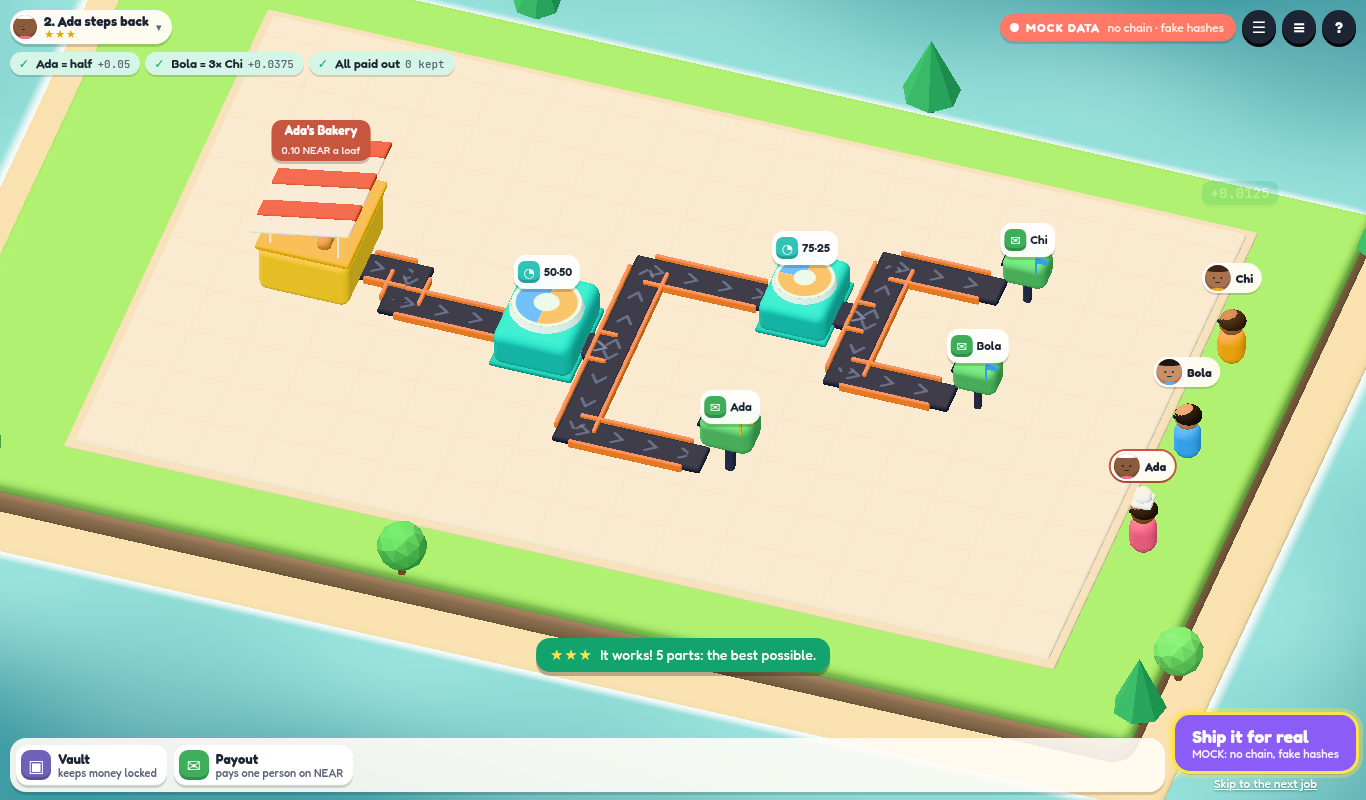 2. Ada steps back
★★★
MOCK DATA no chain · fake hashes
?
✓ Ada = half +0.05
✓ Bola = 3× Chi +0.0375
✓ All paid out 0 kept
Ada's Bakery
0.10 NEAR a loaf
+0.0125
Chi
75·25
50·50
Chi
Bola
Bola
Ada
Ada
★★★ It works! 5 parts: the best possible.
Vault
keeps money locked
Payout
pays one person on NEAR
Ship it for real
MOCK: no chain, fake hashes
Skip to the next job